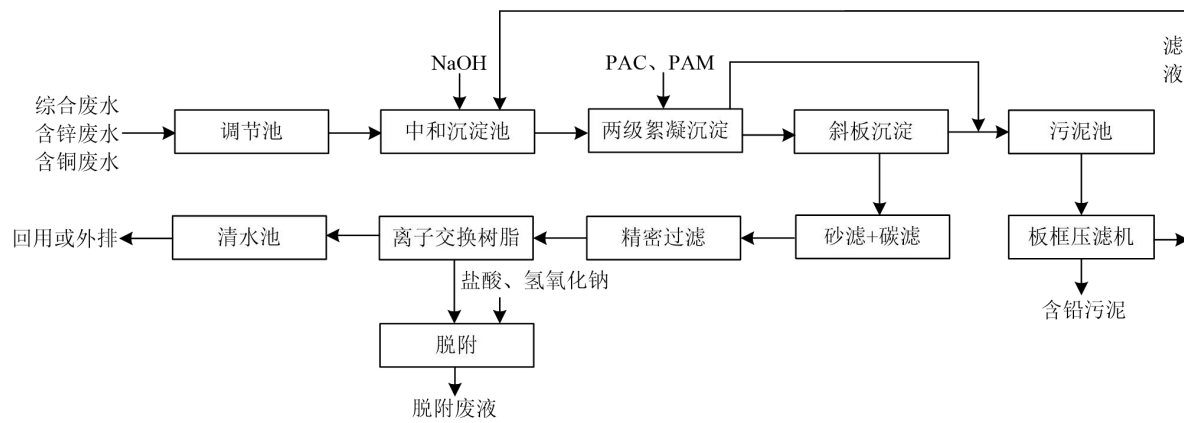 滤
液
NaOH
PAC、PAM
综合废水
含锌废水
含铜废水
调节池
中和沉淀池
两级絮凝沉淀
斜板沉淀
污泥池
回用或外排
清水池
离子交换树脂
精密过滤
砂滤+碳滤
板框压滤机
盐酸、氢氧化钠
含铅污泥
脱附
脱附废液